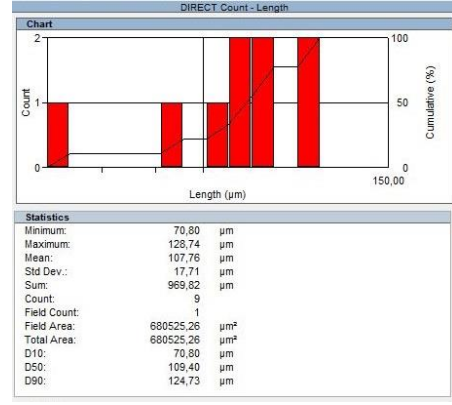 DIRECT Count - Length
Chart
2
100
Count
1
50
Cumulative (%)
0
0
150,00
Length (µm)
Statistics
Minimum: 70,80 µm
Maximum: 128,74 µm
Mean: 107,76 µm
Std Dev.: 17,71 µm
Sum: 969,82 µm
Count: 9
Field Count: 1
Field Area: 680525,26 µm²
Total Area: 680525,26 µm²
D10: 70,80 µm
D50: 109,40 µm
D90: 124,73 µm